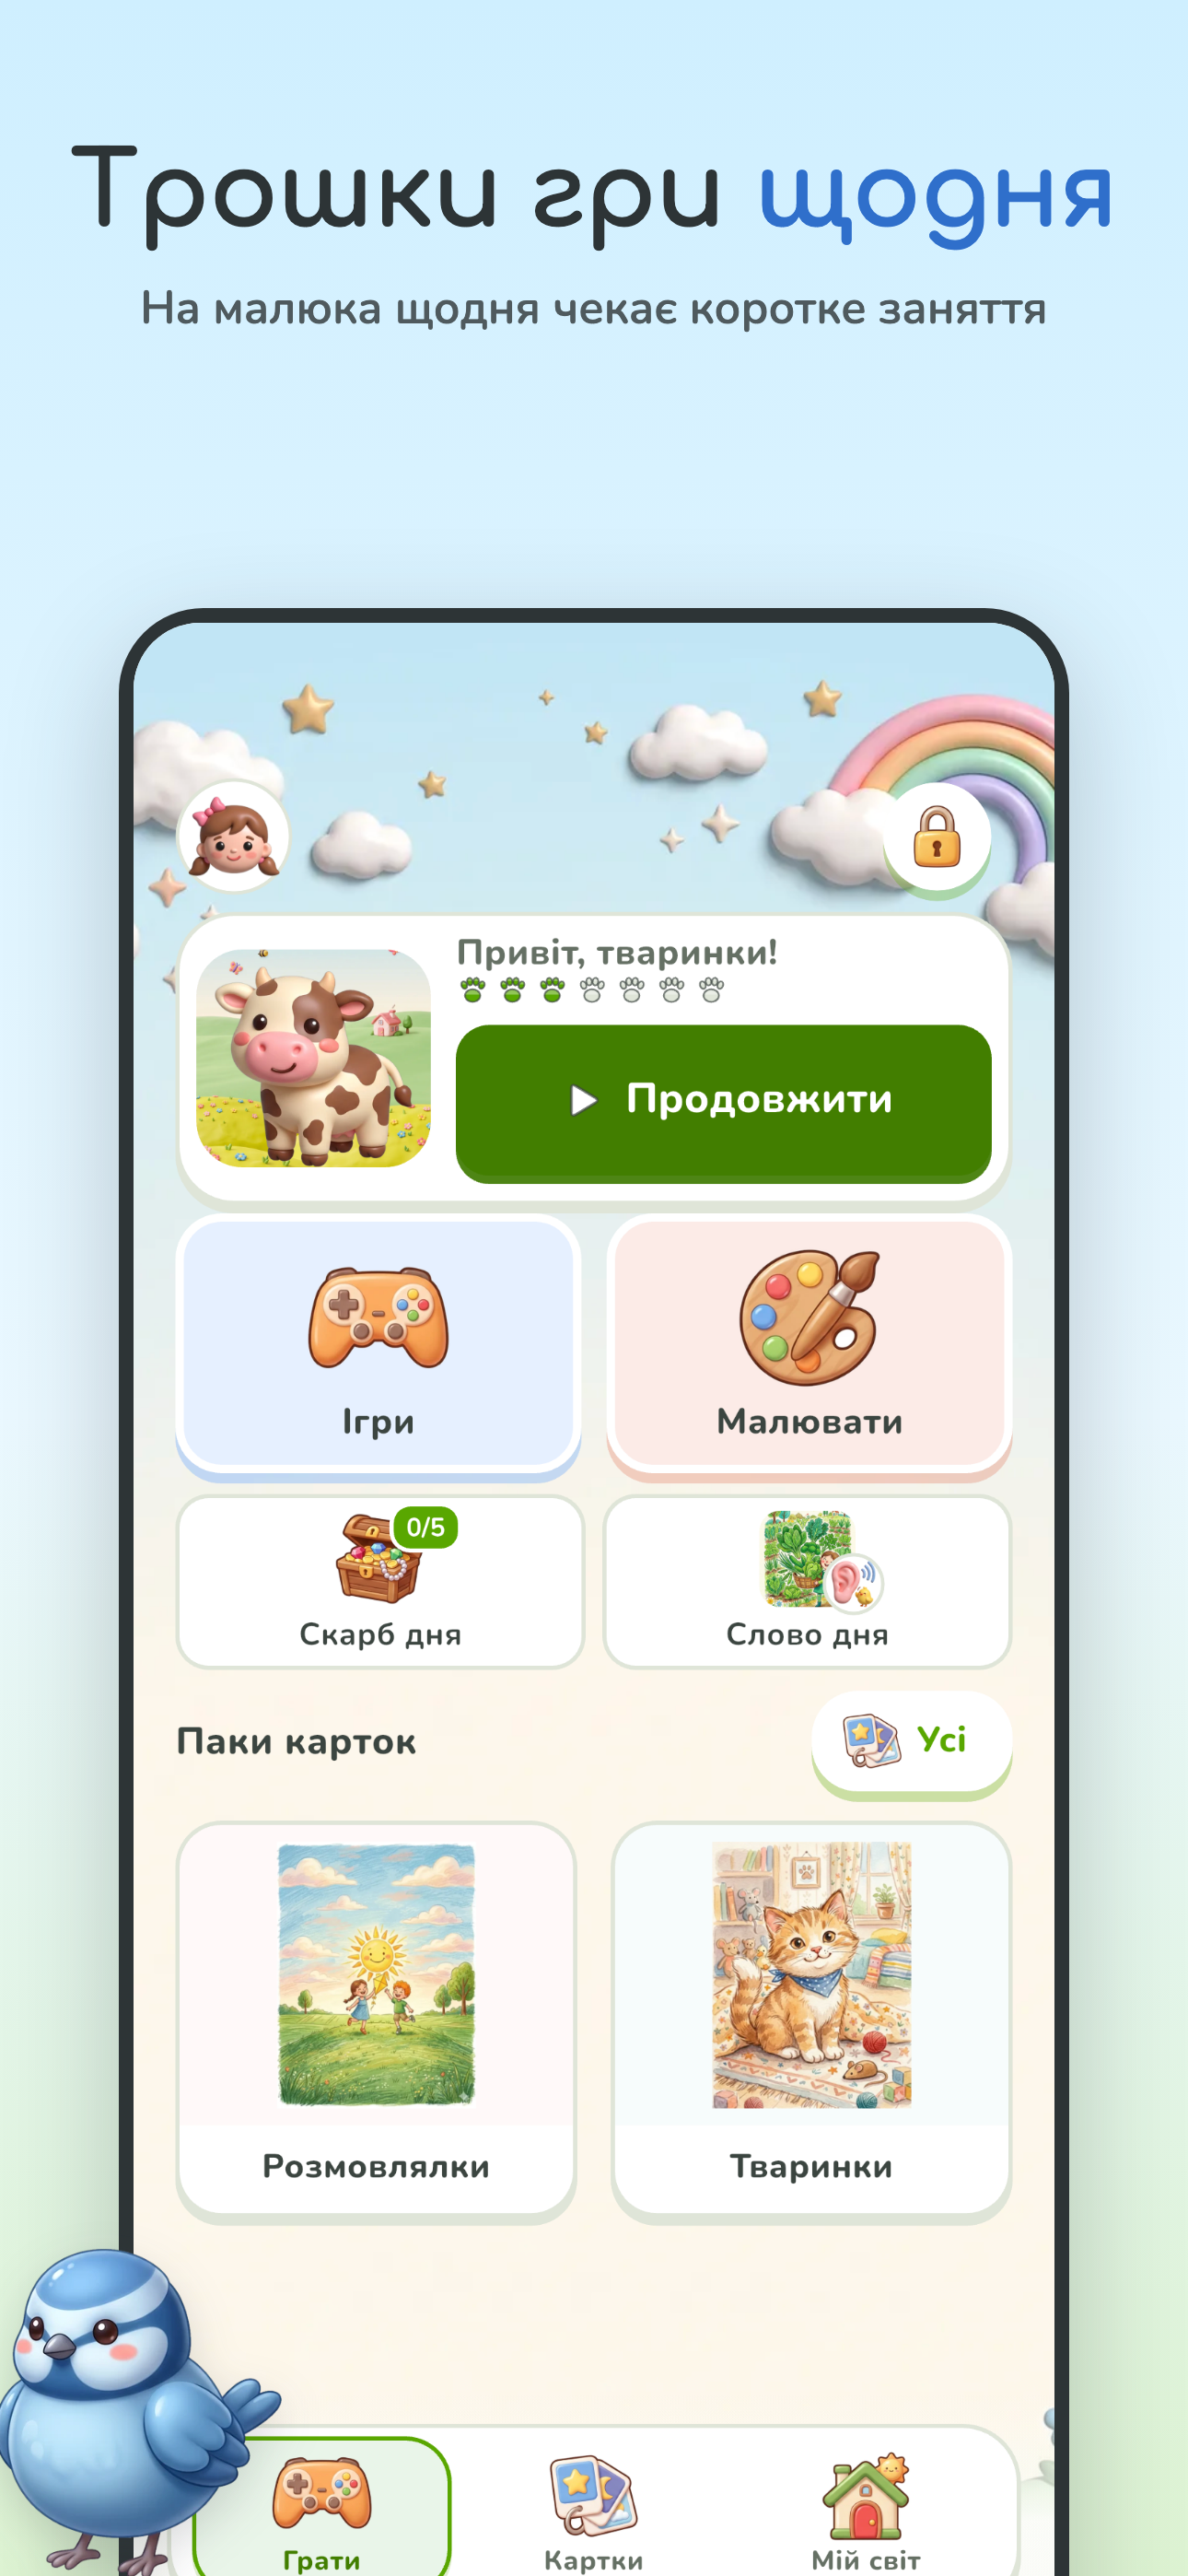 Трошки гри щодня
На малюка щодня чекає коротке заняття
Привіт, тваринки!
Продовжити
Ігри
Малювати
0/5
Скарб дня
Слово дня
Паки карток
Усі
Розмовлялки
Тваринки
Грати
Картки
Мій світ